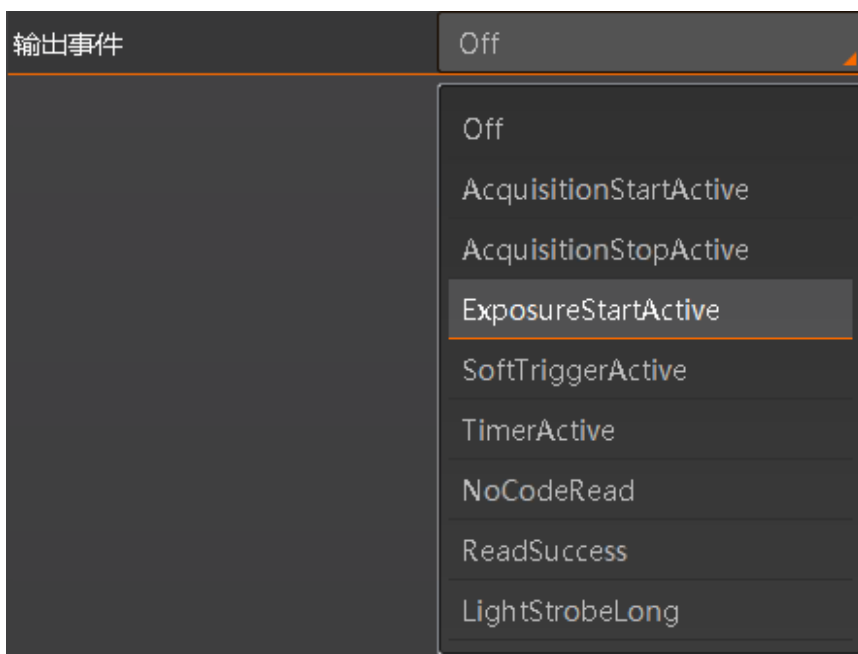 输出事件 Off
Off
AcquisitionStartActive
AcquisitionStopActive
ExposureStartActive
SoftTriggerActive
TimerActive
NoCodeRead
ReadSuccess
LightStrobeLong